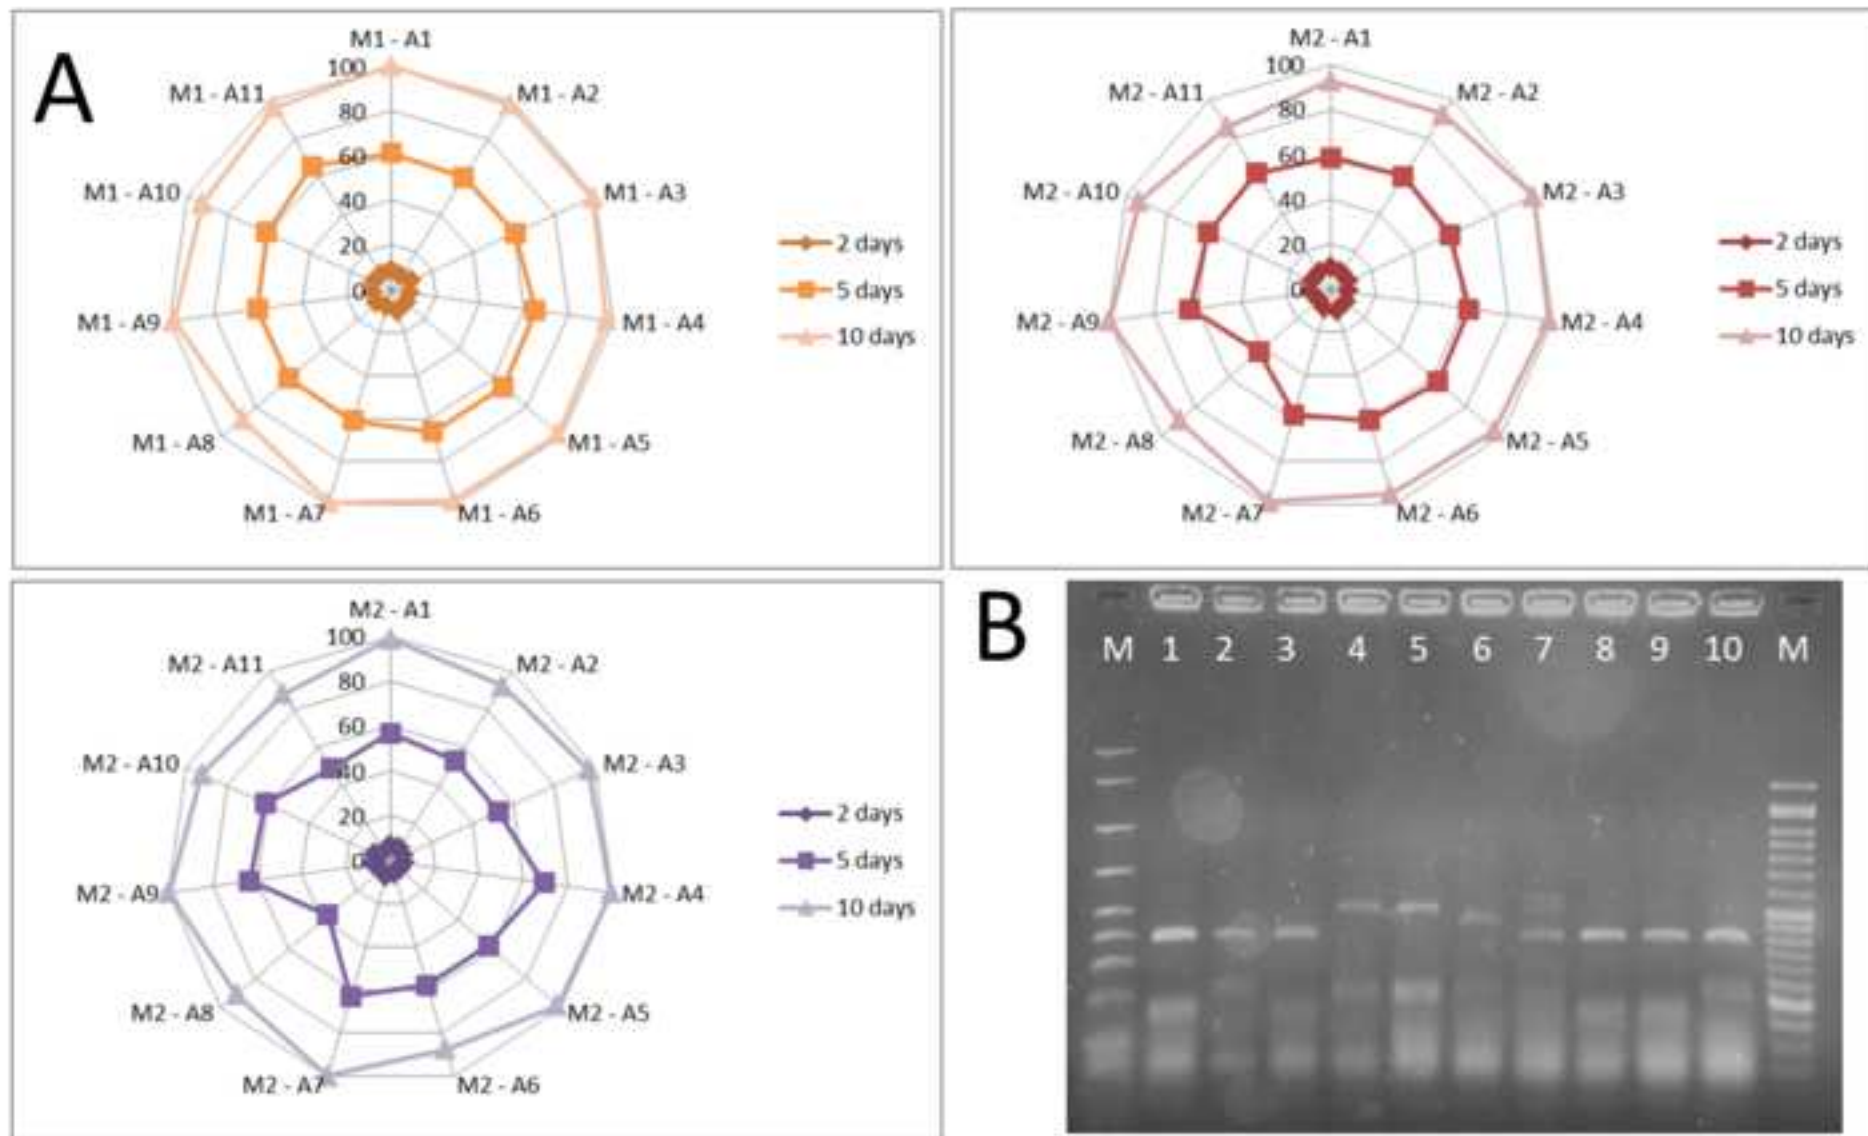 A
M1 - A1
M1 - A2
M1 - A3
M1 - A4
M1 - A5
M1 - A6
M1 - A7
M1 - A8
M1 - A9
M1 - A10
M1 - A11
100
80
60
40
20
0
2 days
5 days
10 days
M2 - A1
M2 - A2
M2 - A3
M2 - A4
M2 - A5
M2 - A6
M2 - A7
M2 - A8
M2 - A9
M2 - A10
M2 - A11
100
80
60
40
20
0
2 days
5 days
10 days
M2 - A1
M2 - A2
M2 - A3
M2 - A4
M2 - A5
M2 - A6
M2 - A7
M2 - A8
M2 - A9
M2 - A10
M2 - A11
100
80
60
40
20
0
2 days
5 days
10 days
B
M 1 2 3 4 5 6 7 8 9 10 M